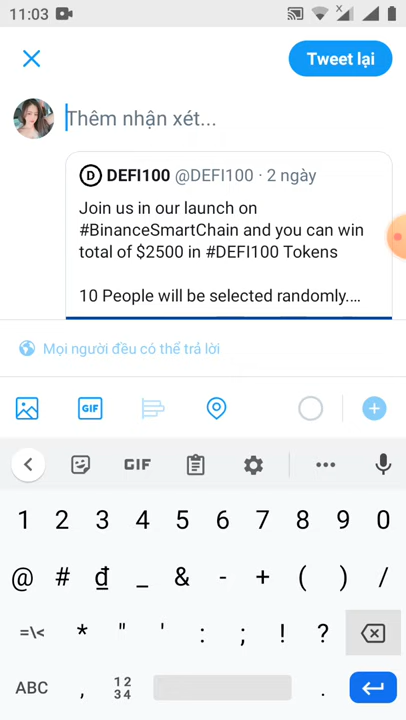 11:03
Tweet lại
Thêm nhận xét...
D DEFI100 @DEFI100 · 2 ngày
Join us in our launch on
#BinanceSmartChain and you can win
total of $2500 in #DEFI100 Tokens
10 People will be selected randomly....
Mọi người đều có thể trả lời
GIF
GIF
1 2 3 4 5 6 7 8 9 0
@ # ₫ _ & - + ( ) /
=\< * " ' : ; ! ?
ABC , 12 34 .